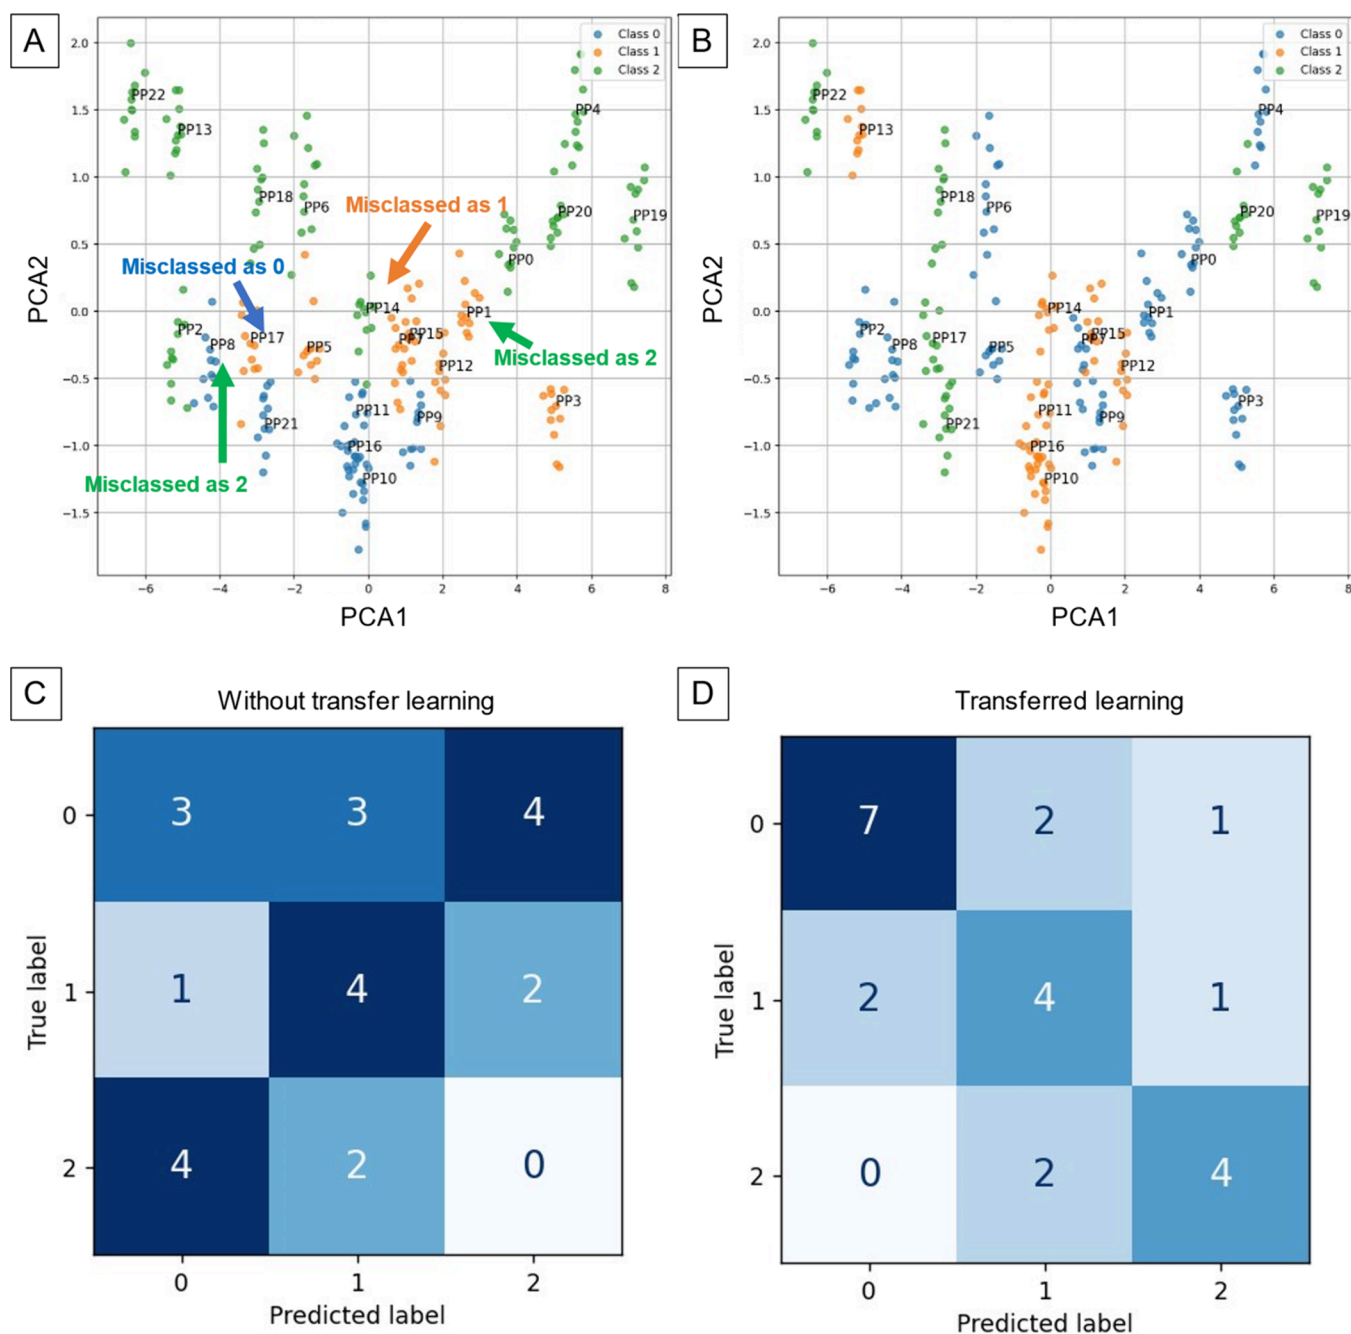 A
B
Class 0
Class 1
Class 2
Class 0
Class 1
Class 2
2.0
1.5
1.0
0.5
0.0
−0.5
−1.0
−1.5
PCA2
PP22
PP13
PP4
PP18
PP6
Misclassed as 1
PP20
PP19
PP0
Misclassed as 0
PP14
PP1
PP2
PP8
PP17
PP5
PP15
PP7
Misclassed as 2
PP12
PP3
PP11
PP9
PP21
PP16
PP10
Misclassed as 2
−6 −4 −2 0 2 4 6 8
PCA1
2.0
1.5
1.0
0.5
0.0
−0.5
−1.0
−1.5
PCA2
PP22
PP13
PP4
PP18
PP6
PP20
PP19
PP0
PP14
PP1
PP2
PP8
PP17
PP5
PP15
PP7
PP12
PP3
PP11
PP9
PP21
PP16
PP10
−6 −4 −2 0 2 4 6 8
PCA1
C
Without transfer learning
True label
0 3 3 4
1 1 4 2
2 4 2 0
0 1 2
Predicted label
D
Transferred learning
True label
0 7 2 1
1 2 4 1
2 0 2 4
0 1 2
Predicted label